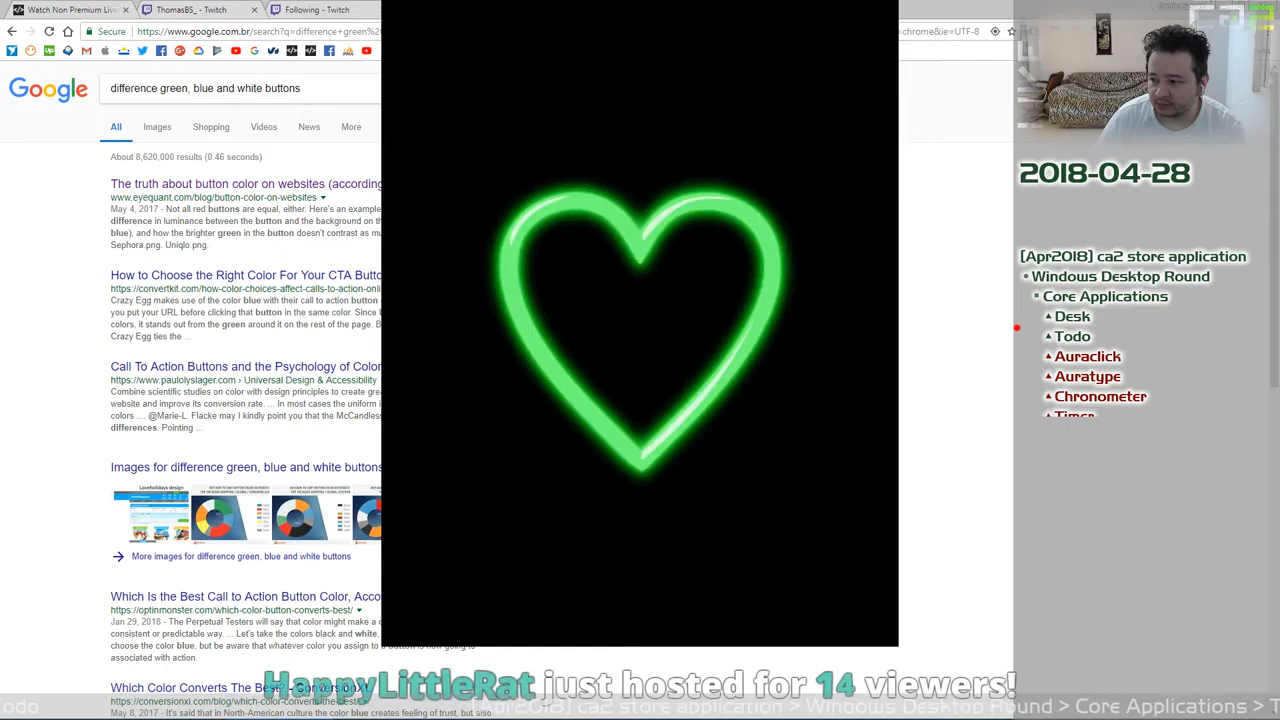 Watch Non Premium Live
ThomasBS_ - Twitch
Following - Twitch
Secure
https://www.google.com.br/search?q=difference+green%2
chrome&ie=UTF-8
Google
difference green, blue and white buttons
All
Images
Shopping
Videos
News
More
About 8,620,000 results (0.46 seconds)
The truth about button color on websites (according
www.eyequant.com/blog/button-color-on-websites
May 4, 2017 - Not all red buttons are equal, either. Here's an example
difference in luminance between the button and the background on th
blue), and how the brighter green in the button doesn't contrast as mu
Sephora.png. Uniqlo.png.
How to Choose the Right Color For Your CTA Butto
https://convertkit.com/how-color-choices-affect-calls-to-action-onli
Crazy Egg makes use of the color blue with their call to action button
you put your URL before clicking that button in the same color. Since
colors, it stands out from the green around it on the rest of the page.
Crazy Egg ties the ...
Call To Action Buttons and the Psychology of Color
https://www.paulolyslager.com › Universal Design & Accessibility
Combine scientific studies on color with design principles to create gre
website and improve its conversion rate. ... In most cases the uniform
colors .... @Marie-L. Flacke may I kindly point you that the McCandles
differences. Pointing ...
Images for difference green, blue and white buttons
More images for difference green, blue and white buttons
Which Is the Best Call to Action Button Color, Acco
https://optinmonster.com/which-color-button-converts-best/
Jan 29, 2018 - The Perpetual Testers will say that color might make a
consistent or predictable way. ... Let's take the colors black and white,
choose the color blue, but be aware that whatever color you assign to a button is now going to
associated with action.
Which Color Converts The Best? - ConversionXL
https://conversionxl.com/blog/which-color-converts-the-best/
May 8, 2017 - It's said that in North-American culture the color blue creates feeling of trust, but also
2018-04-28
[Apr2018] ca2 store application
Windows Desktop Round
Core Applications
Desk
Todo
Auraclick
Auratype
Chronometer
Timer
HappyLittleRat just hosted for 14 viewers!
Todo
Apr2018] ca2 store application > Windows Desktop Round > Core Applications > T